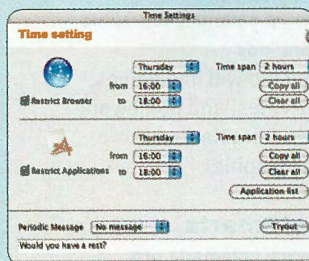 Time Settings
Time setting
Thursday Time span 2 hours
from 16:00 Copy all
Restrict Browser to 18:00 Clear all
Thursday Time span 2 hours
from 16:00 Copy all
Restrict Applications to 18:00 Clear all
Application list
Periodic Message No message Tryout
Would you have a rest?